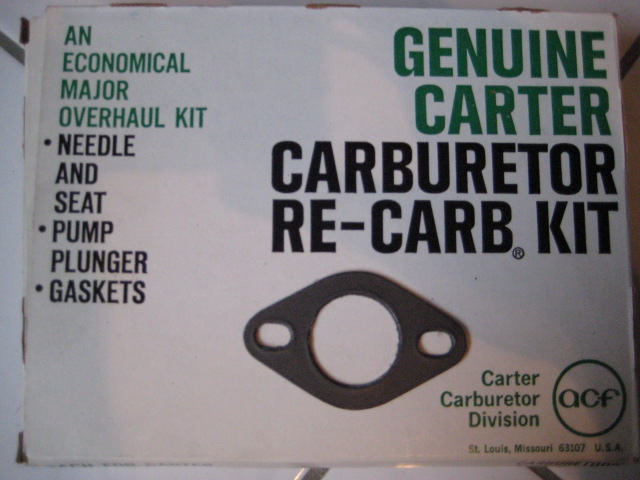 AN
ECONOMICAL
MAJOR
OVERHAUL KIT
• NEEDLE
AND
SEAT
• PUMP
PLUNGER
• GASKETS
GENUINE
CARTER
CARBURETOR
RE-CARB® KIT
Carter
Carburetor
Division
acf
St. Louis, Missouri 63107 U.S.A.